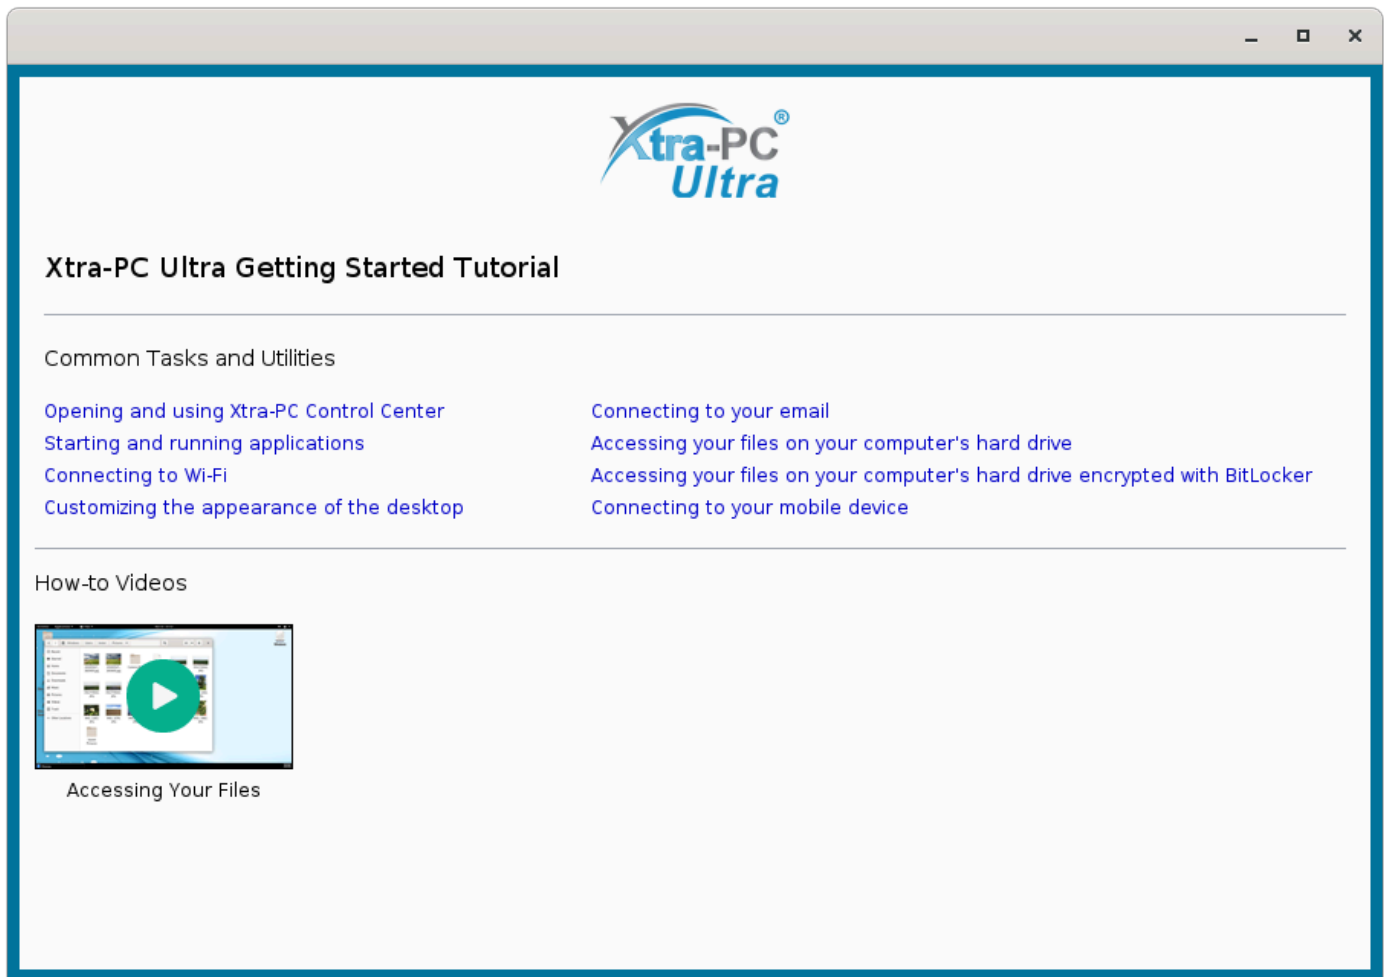 Xtra-PC®
Ultra
Xtra-PC Ultra Getting Started Tutorial
Common Tasks and Utilities
Opening and using Xtra-PC Control Center
Starting and running applications
Connecting to Wi-Fi
Customizing the appearance of the desktop
Connecting to your email
Accessing your files on your computer's hard drive
Accessing your files on your computer's hard drive encrypted with BitLocker
Connecting to your mobile device
How-to Videos
Accessing Your Files